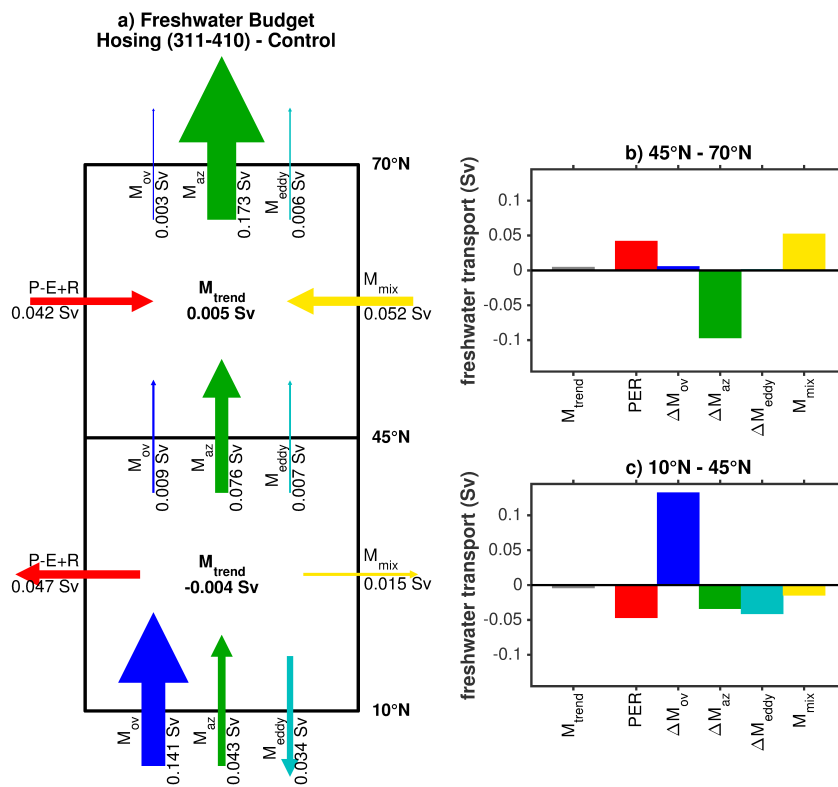 a) Freshwater Budget
Hosing (311-410) - Control
70°N
M_ov
0.003 Sv
M_az
0.173 Sv
M_eddy
0.006 Sv
P-E+R
0.042 Sv
M_trend
0.005 Sv
M_mix
0.052 Sv
45°N
M_ov
0.009 Sv
M_az
0.076 Sv
M_eddy
0.007 Sv
P-E+R
0.047 Sv
M_trend
-0.004 Sv
M_mix
0.015 Sv
10°N
M_ov
0.141 Sv
M_az
0.043 Sv
M_eddy
0.034 Sv
b) 45°N - 70°N
freshwater transport (Sv)
0.1
0.05
0
-0.05
-0.1
M_trend
PER
ΔM_ov
ΔM_az
ΔM_eddy
M_mix
c) 10°N - 45°N
freshwater transport (Sv)
0.1
0.05
0
-0.05
-0.1
M_trend
PER
ΔM_ov
ΔM_az
ΔM_eddy
M_mix